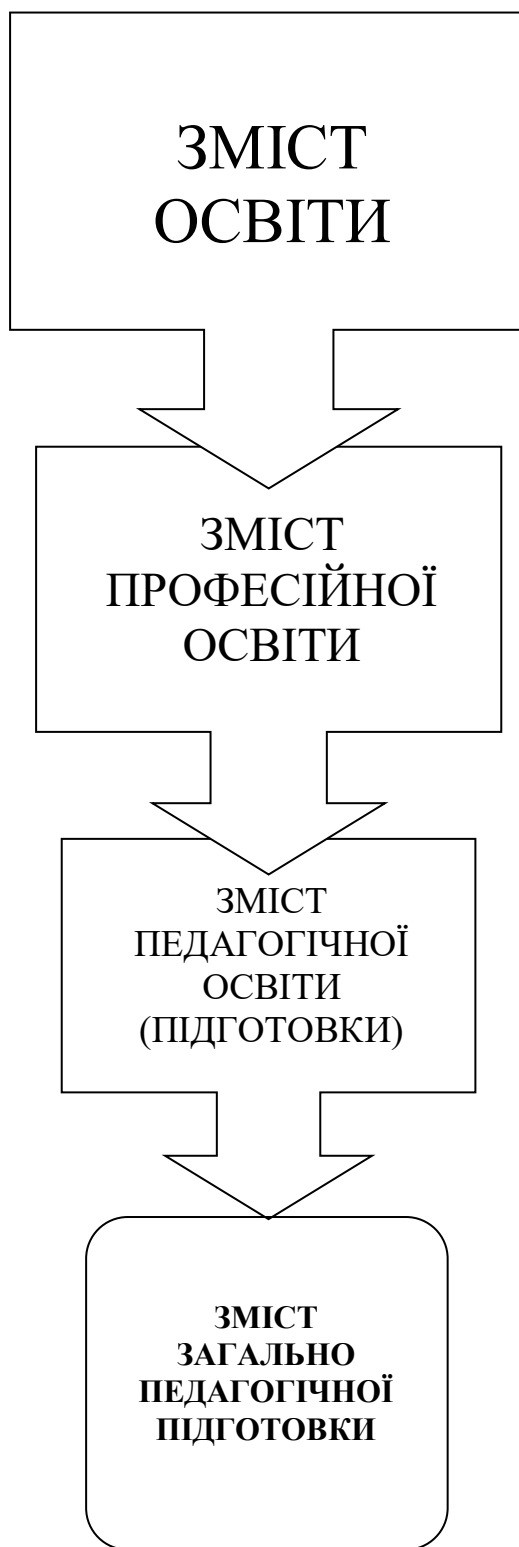 ЗМІСТ
ОСВІТИ
ЗМІСТ
ПРОФЕСІЙНОЇ
ОСВІТИ
ЗМІСТ
ПЕДАГОГІЧНОЇ
ОСВІТИ
(ПІДГОТОВКИ)
ЗМІСТ
ЗАГАЛЬНО
ПЕДАГОГІЧНОЇ
ПІДГОТОВКИ